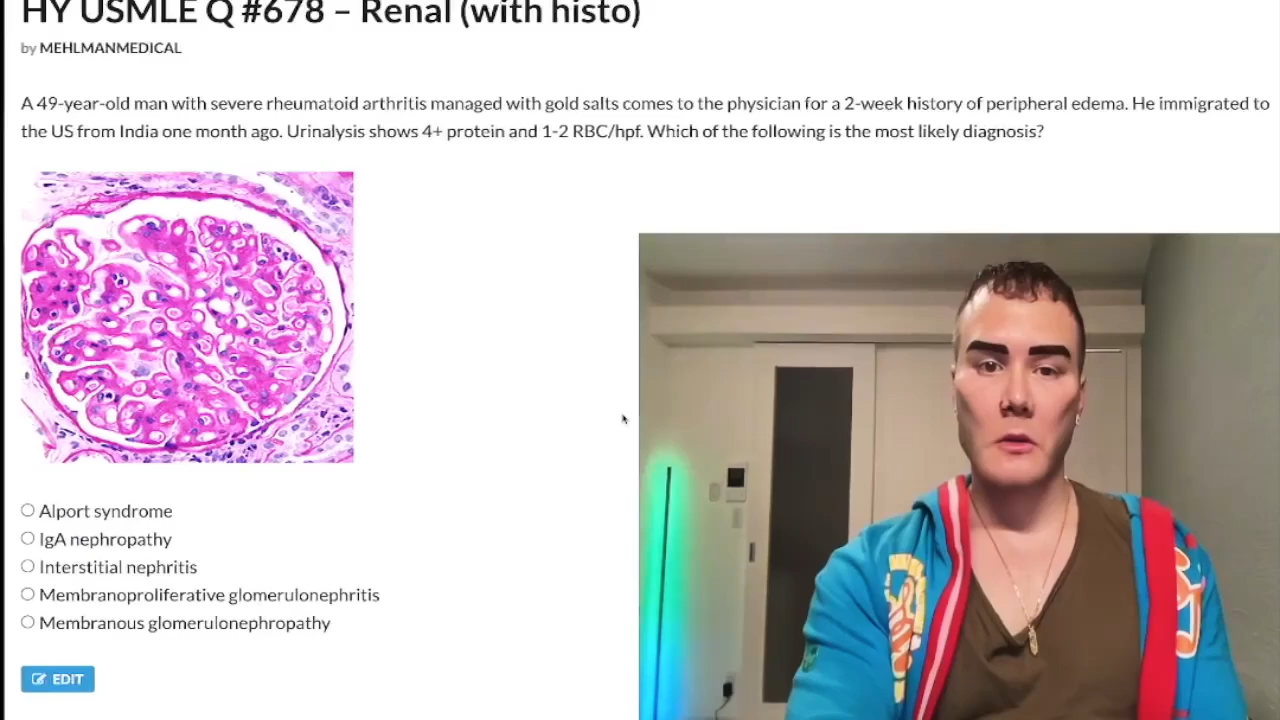 HY USMLE Q #678 – Renal (with histo)
by MEHLMANMEDICAL
A 49-year-old man with severe rheumatoid arthritis managed with gold salts comes to the physician for a 2-week history of peripheral edema. He immigrated to
the US from India one month ago. Urinalysis shows 4+ protein and 1-2 RBC/hpf. Which of the following is the most likely diagnosis?
Alport syndrome
IgA nephropathy
Interstitial nephritis
Membranoproliferative glomerulonephritis
Membranous glomerulonephropathy
EDIT